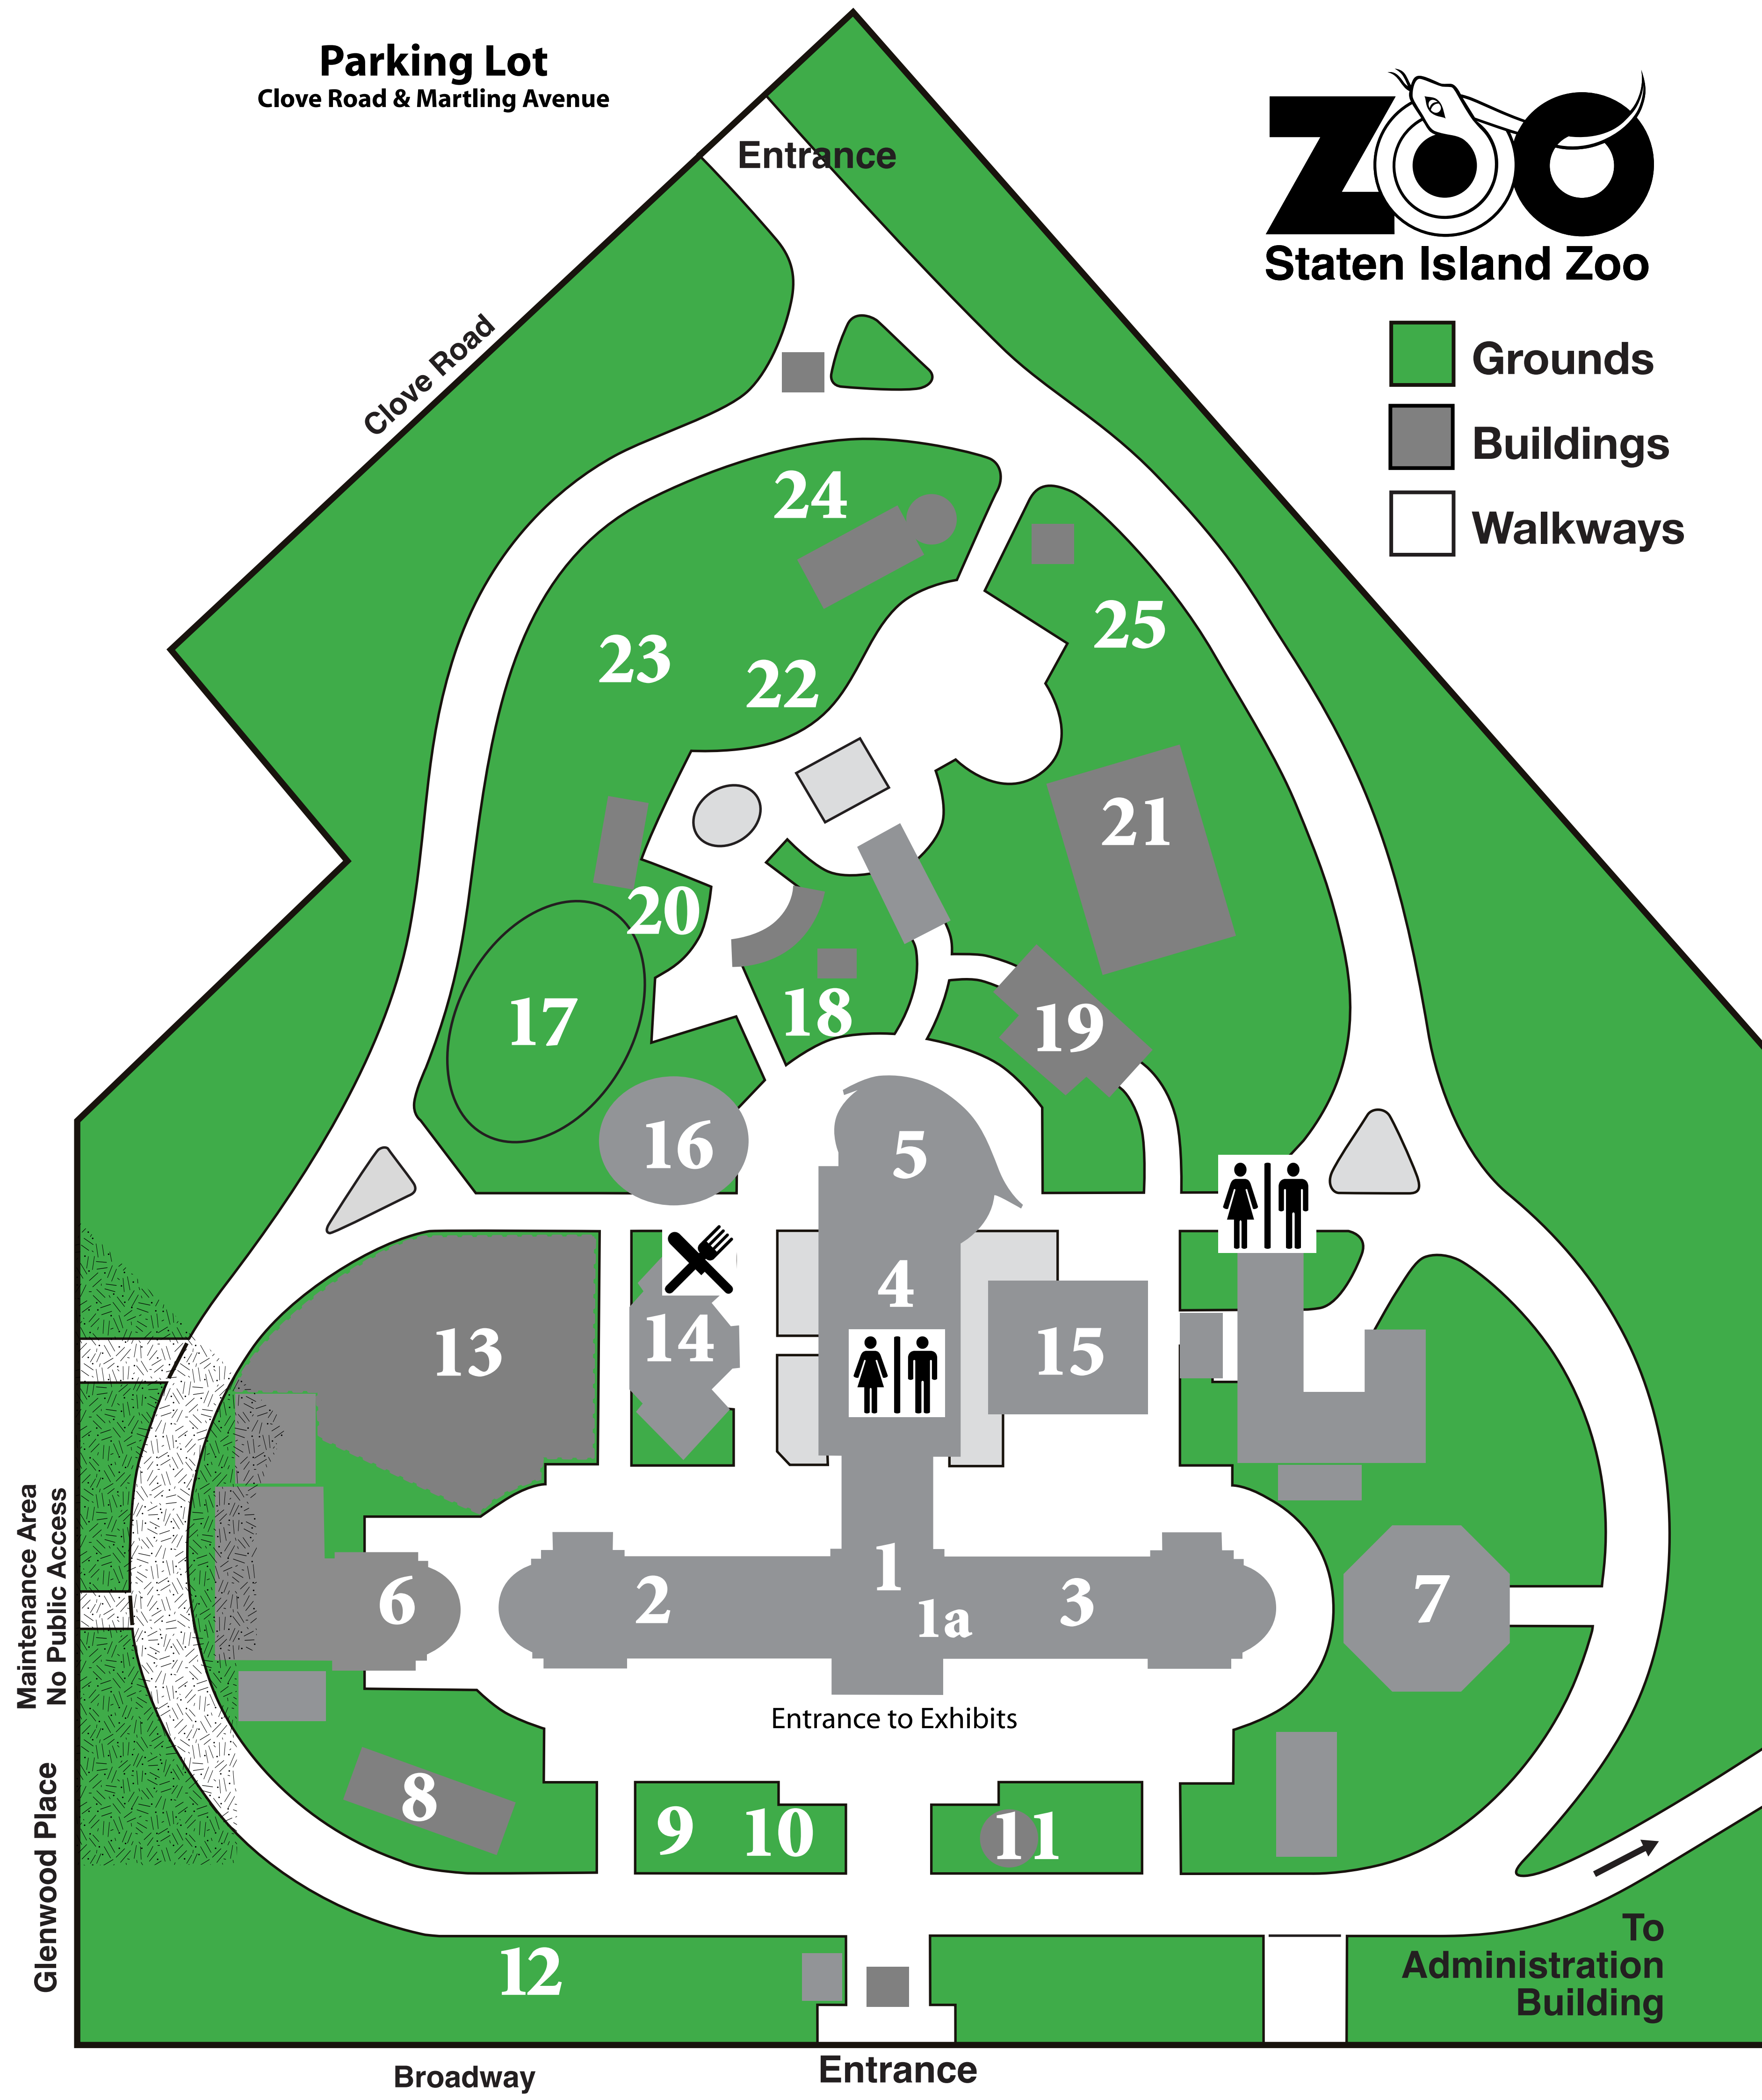 Parking Lot
Clove Road & Martling Avenue
Entrance
ZOO
Staten Island Zoo
Clove Road
Grounds
Buildings
Walkways
24
25
23
22
21
20
17
18
19
16
5
4
13
14
15
1
2
1a
3
6
7
Entrance to Exhibits
8
9
10
11
12
Maintenance Area
No Public Access
Glenwood Place
To
Administration
Building
Broadway
Entrance